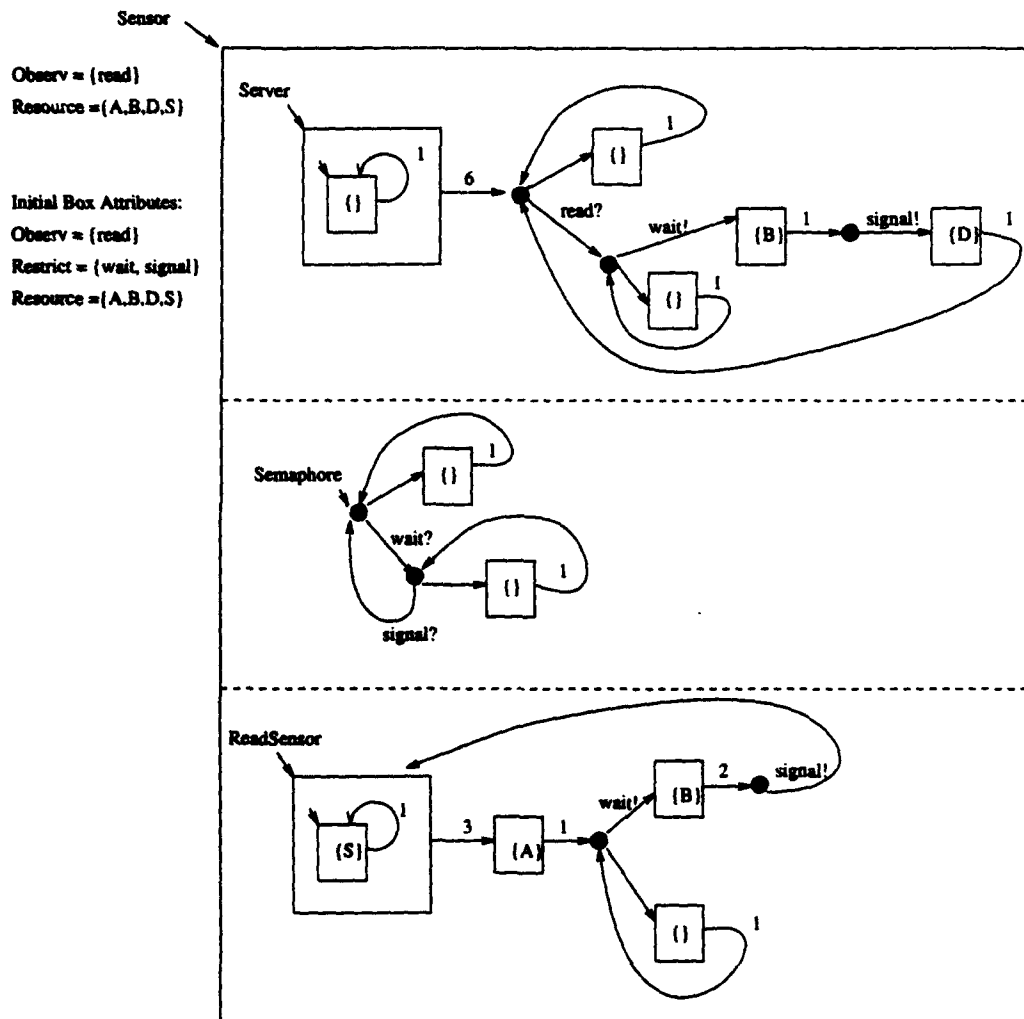 Sensor
Observ = {read}
Resource ={A,B,D,S}
Initial Box Attributes:
Observ = {read}
Restrict = {wait, signal}
Resource ={A,B,D,S}
Server
1
{}
6
1
{}
read?
wait!
{B}
1
signal!
{D}
1
{}
1
Semaphore
1
{}
wait?
{}
1
signal?
ReadSensor
1
{S}
3
{A}
1
wait!
{B}
2
signal!
{}
1